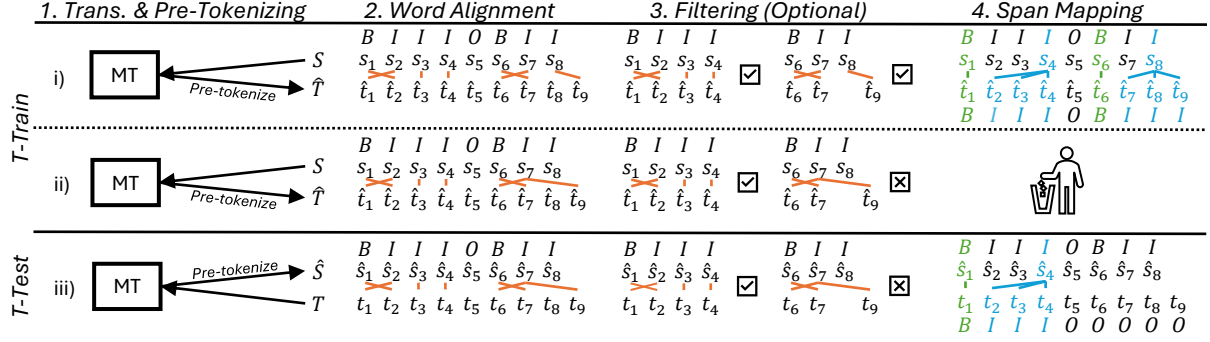 1. Trans. & Pre-Tokenizing 2. Word Alignment 3. Filtering (Optional) 4. Span Mapping
T-Train
i) MT Pre-tokenize S T̂
B I I I O B I I
s₁ s₂ s₃ s₄ s₅ s₆ s₇ s₈
t̂₁ t̂₂ t̂₃ t̂₄ t̂₅ t̂₆ t̂₇ t̂₈ t̂₉
B I I I B I I
s₁ s₂ s₃ s₄ s₆ s₇ s₈
t̂₁ t̂₂ t̂₃ t̂₄ t̂₆ t̂₇ t̂₉
B I I I O B I I
s₁ s₂ s₃ s₄ s₅ s₆ s₇ s₈
t̂₁ t̂₂ t̂₃ t̂₄ t̂₅ t̂₆ t̂₇ t̂₈ t̂₉
B I I I O B I I I
ii) MT Pre-tokenize S T̂
B I I I O B I I
s₁ s₂ s₃ s₄ s₅ s₆ s₇ s₈
t̂₁ t̂₂ t̂₃ t̂₄ t̂₅ t̂₆ t̂₇ t̂₈ t̂₉
B I I I B I I
s₁ s₂ s₃ s₄ s₆ s₇ s₈
t̂₁ t̂₂ t̂₃ t̂₄ t̂₆ t̂₇ t̂₉
T-Test
iii) MT Pre-tokenize Ŝ T
B I I I O B I I
ŝ₁ ŝ₂ ŝ₃ ŝ₄ ŝ₅ ŝ₆ ŝ₇ ŝ₈
t₁ t₂ t₃ t₄ t₅ t₆ t₇ t₈ t₉
B I I I B I I
ŝ₁ ŝ₂ ŝ₃ ŝ₄ ŝ₆ ŝ₇ ŝ₈
t₁ t₂ t₃ t₄ t₆ t₇ t₉
B I I I O B I I
ŝ₁ ŝ₂ ŝ₃ ŝ₄ ŝ₅ ŝ₆ ŝ₇ ŝ₈
t₁ t₂ t₃ t₄ t₅ t₆ t₇ t₈ t₉
B I I I O O O O O